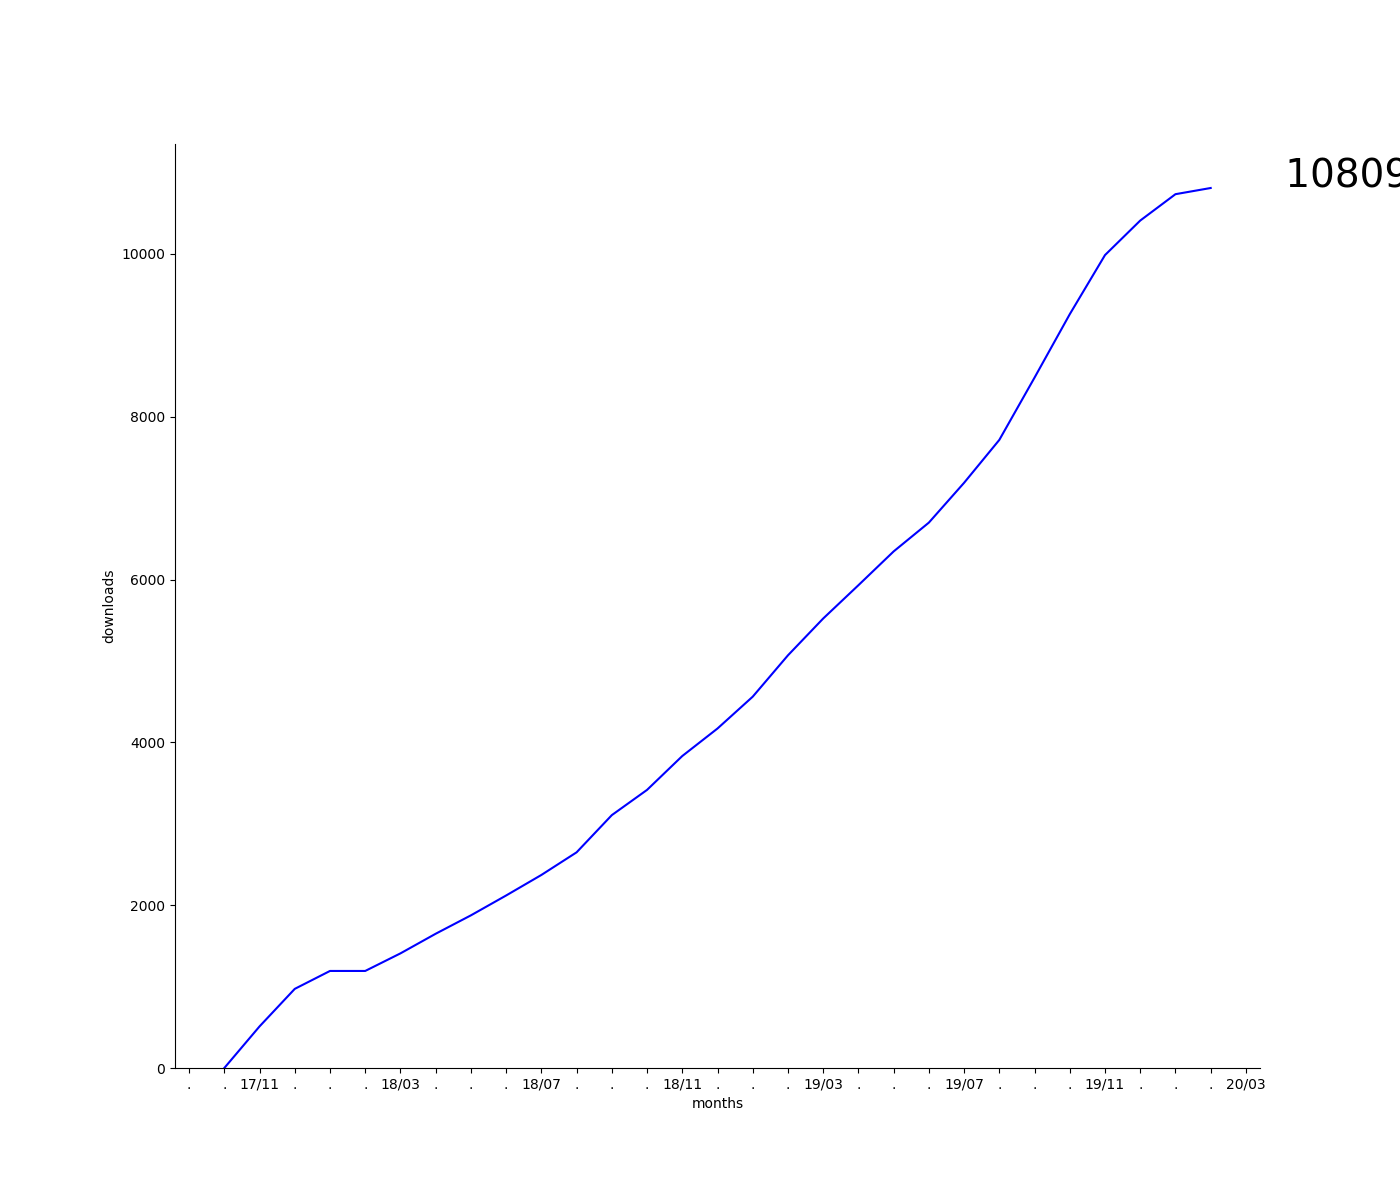 10809
10000
8000
6000
4000
2000
0
downloads
. . 17/11 . . . 18/03 . . . 18/07 . . . 18/11 . . . 19/03 . . . 19/07 . . . 19/11 . . . 20/03
months